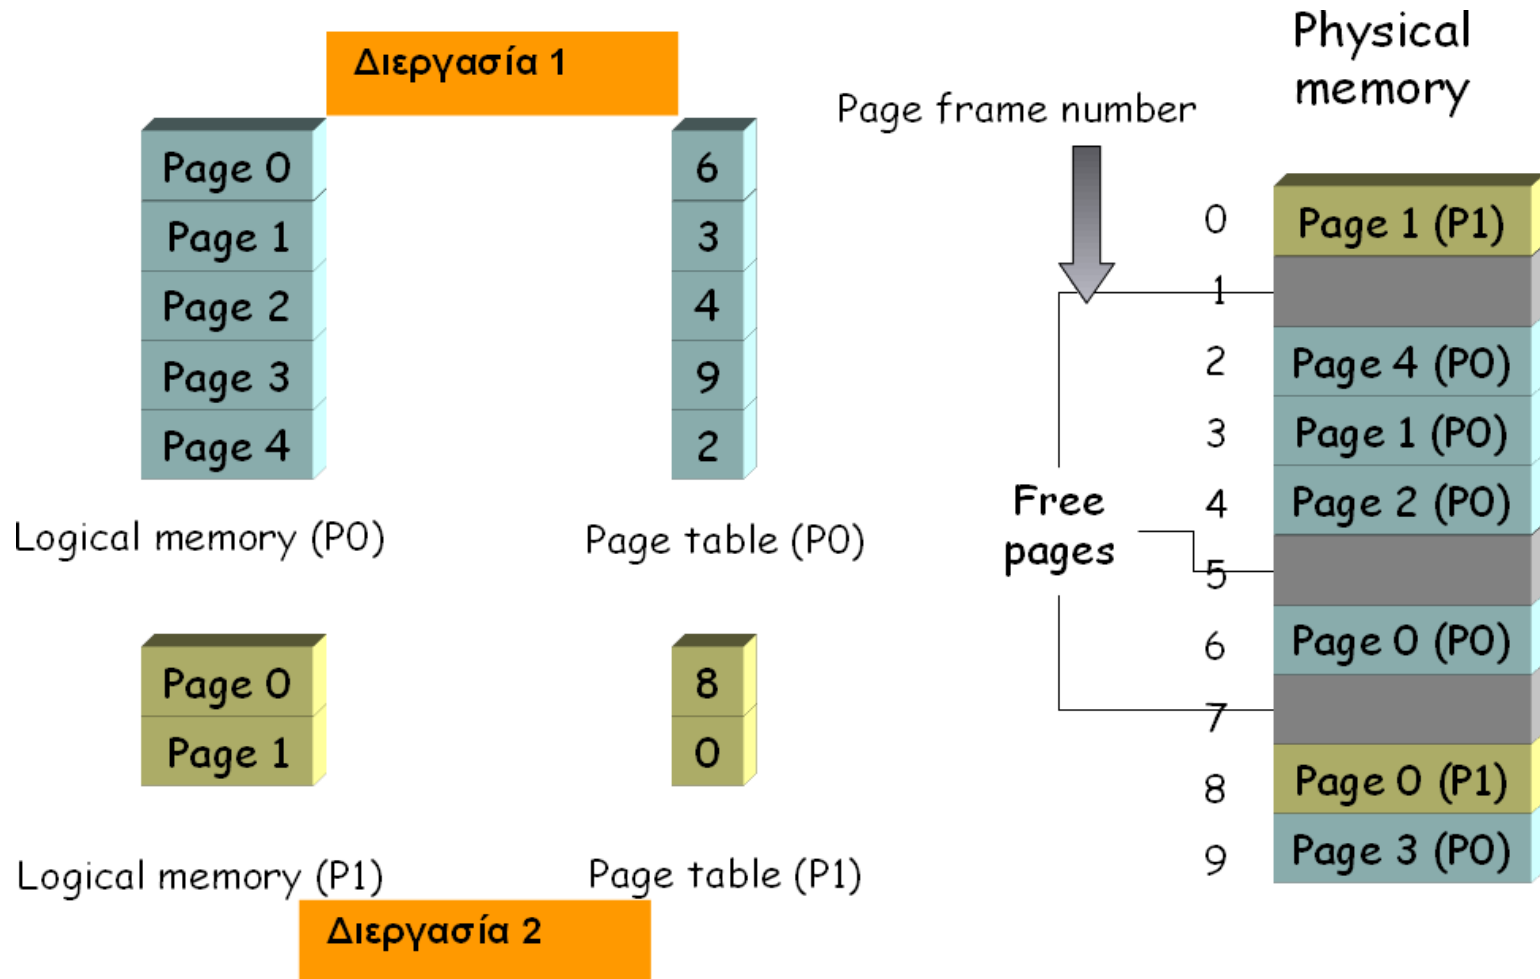 Διεργασία 1
Page 0
Page 1
Page 2
Page 3
Page 4
Logical memory (P0)
6
3
4
9
2
Page table (P0)
Page 0
Page 1
Logical memory (P1)
8
0
Page table (P1)
Διεργασία 2
Page frame number
Free
pages
Physical
memory
0 Page 1 (P1)
1
2 Page 4 (P0)
3 Page 1 (P0)
4 Page 2 (P0)
5
6 Page 0 (P0)
7
8 Page 0 (P1)
9 Page 3 (P0)